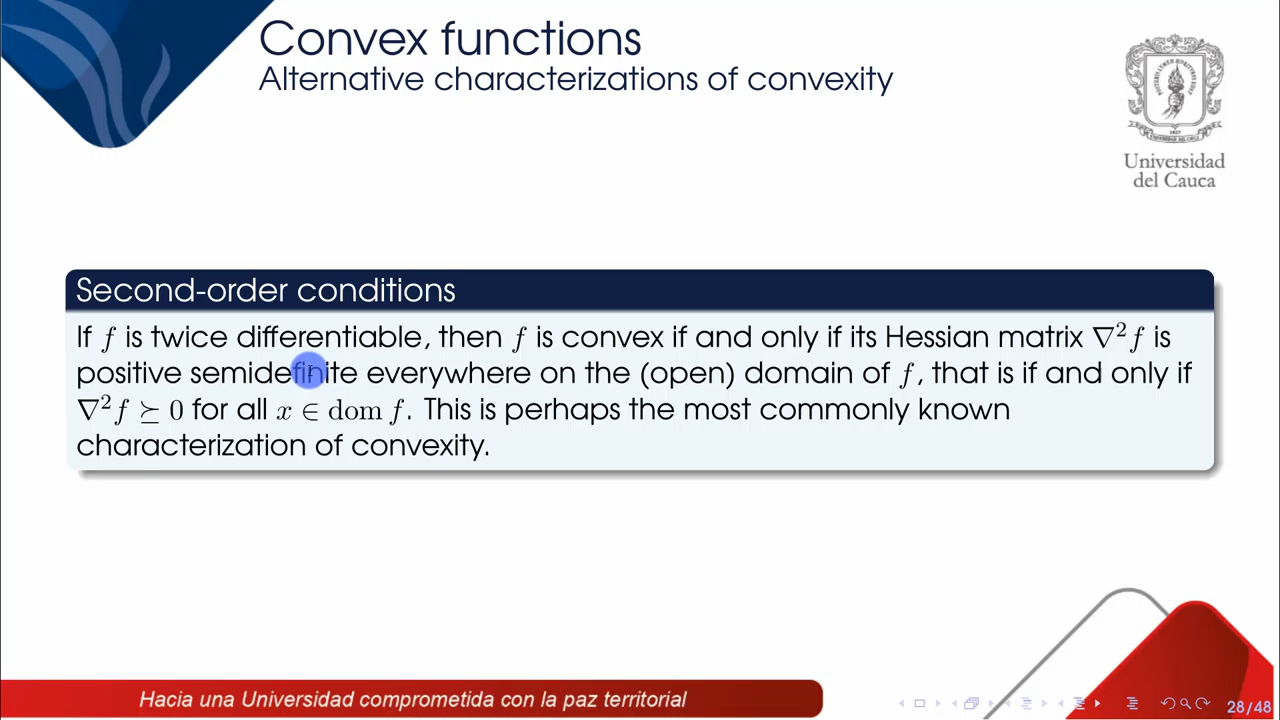 Convex functions
Alternative characterizations of convexity
Universidad
del Cauca
Second-order conditions
If f is twice differentiable, then f is convex if and only if its Hessian matrix ∇²f is
positive semidefinite everywhere on the (open) domain of f, that is if and only if
∇²f ⪰ 0 for all x ∈ dom f. This is perhaps the most commonly known
characterization of convexity.
Hacia una Universidad comprometida con la paz territorial
28/48